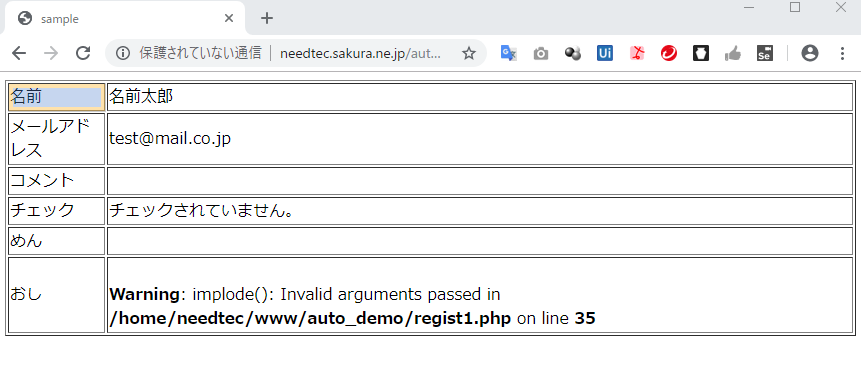 sample
保護されていない通信 | needtec.sakura.ne.jp/aut...
Ui
Se
名前 名前太郎
メールアド
レス
test@mail.co.jp
コメント
チェック チェックされていません。
めん
おし
Warning: implode(): Invalid arguments passed in
/home/needtec/www/auto_demo/regist1.php on line 35